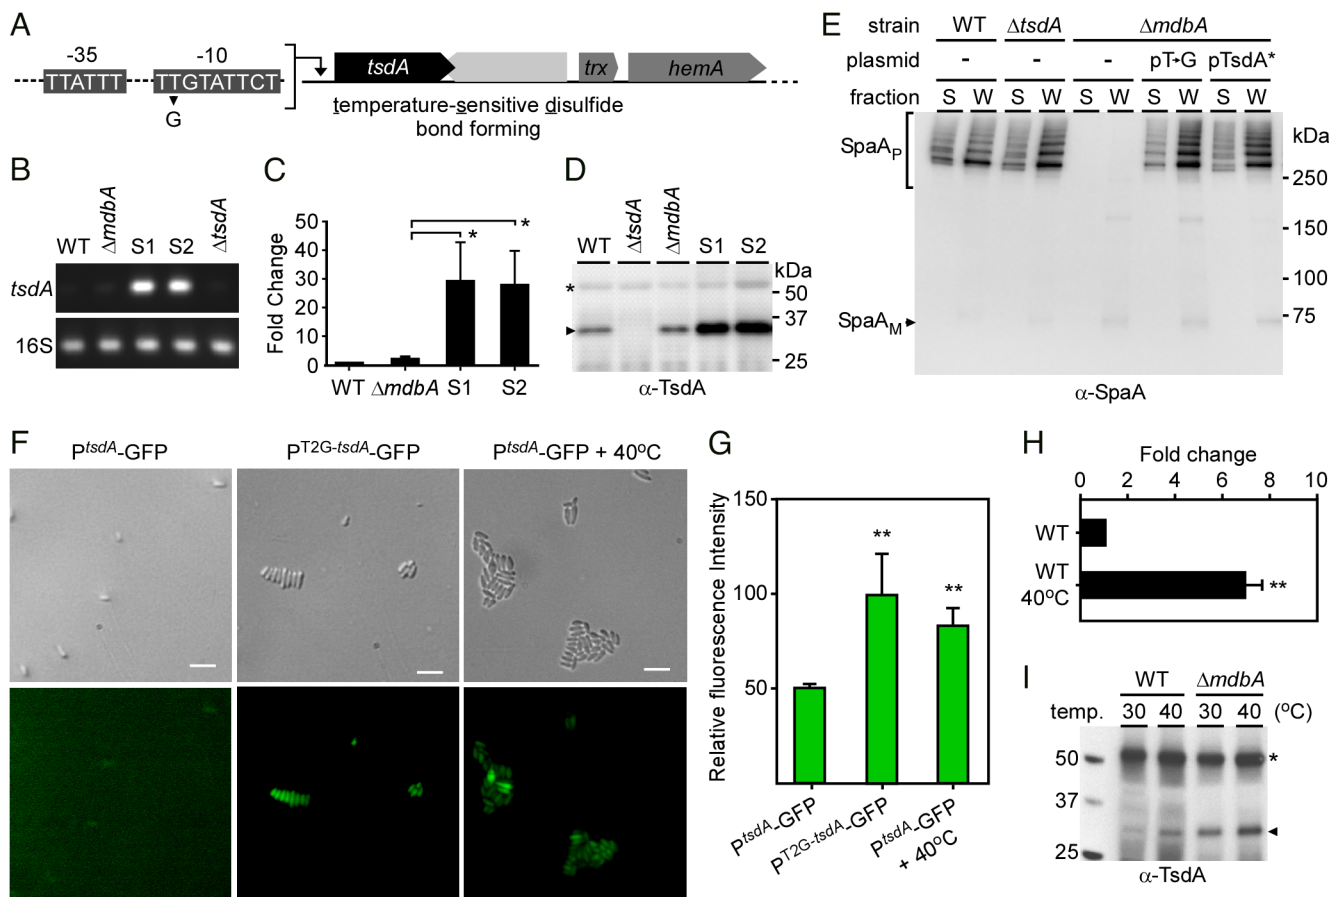 A
-35
-10
TTATTT
TTGTATTCT
G
tsdA
trx
hemA
temperature-sensitive disulfide
bond forming
B
WT ΔmdbA S1 S2 ΔtsdA
tsdA
16S
C
Fold Change
50
40
30
20
10
0
*
*
WT ΔmdbA S1 S2
D
WT ΔtsdA ΔmdbA S1 S2
kDa
*
50
37
25
α-TsdA
E
strain WT ΔtsdA ΔmdbA
plasmid - - - pT➔G pTsdA*
fraction S W S W S W S W S W
SpaAP
kDa
250
150
100
75
SpaAM
α-SpaA
F
PtsdA-GFP
PT2G-tsdA-GFP
PtsdA-GFP + 40ºC
G
Relative fluorescence Intensity
150
100
50
**
**
PtsdA-GFP
PT2G-tsdA-GFP
PtsdA-GFP
+ 40ºC
H
Fold change
0 2 4 6 8 10
WT
WT
40ºC
**
I
WT ΔmdbA
temp. 30 40 30 40 (ºC)
50
*
37
25
α-TsdA